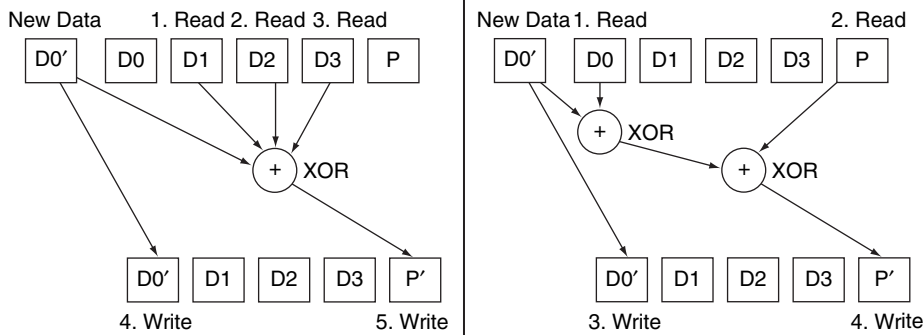 New Data 1. Read 2. Read 3. Read
D0′ D0 D1 D2 D3 P
+ XOR
D0′ D1 D2 D3 P′
4. Write 5. Write
New Data 1. Read 2. Read
D0′ D0 D1 D2 D3 P
+ XOR
+ XOR
D0′ D1 D2 D3 P′
3. Write 4. Write